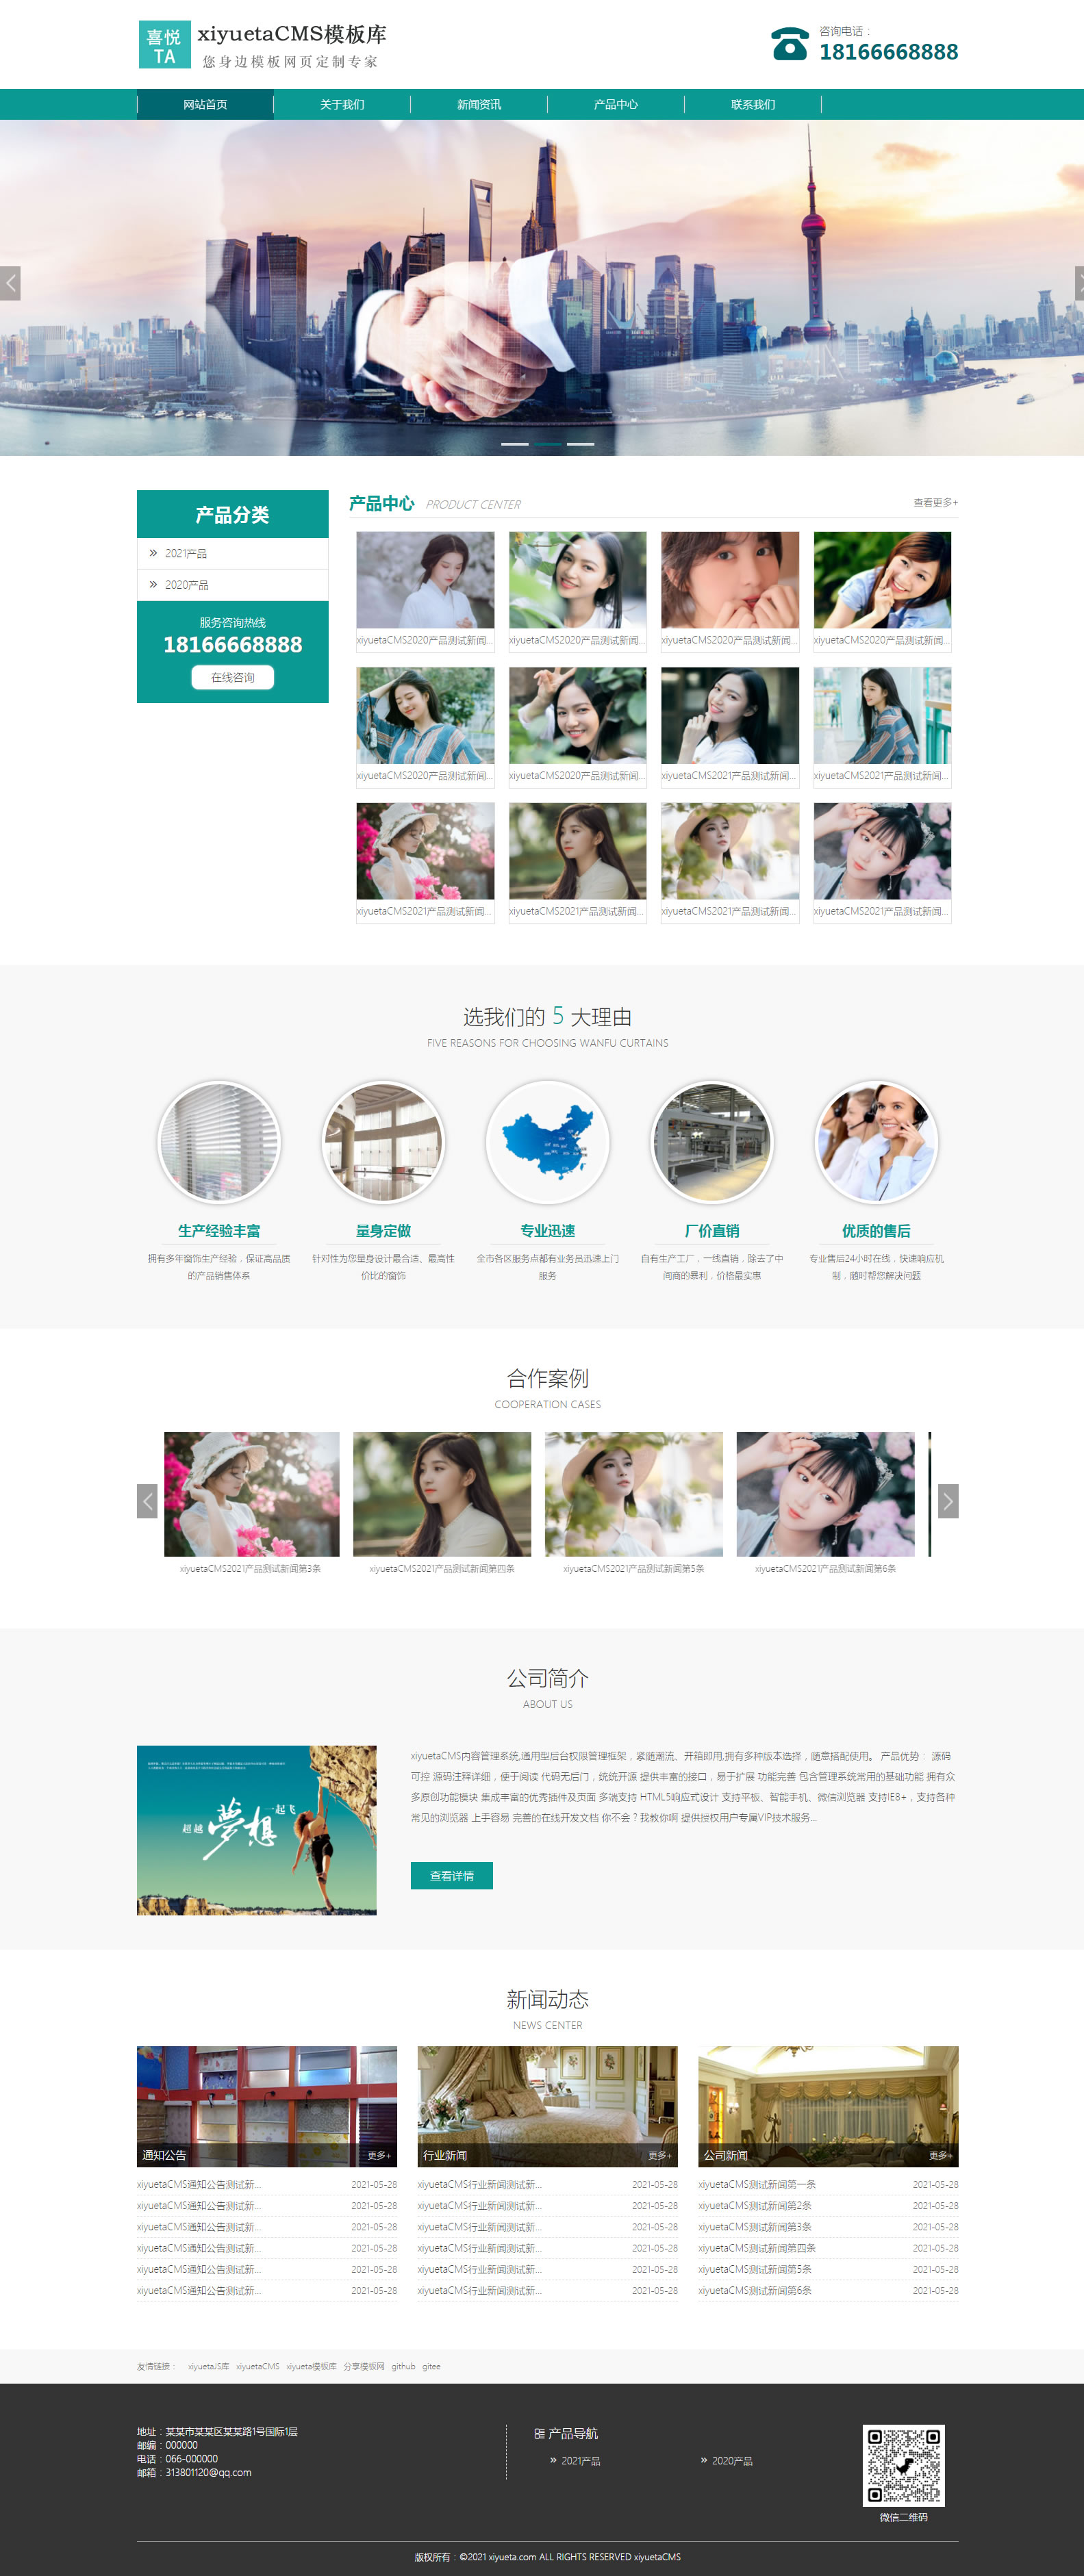 喜悦
TA
xiyuetaCMS模板库
您身边模板网页定制专家
咨询电话：
18166668888
网站首页
关于我们
新闻资讯
产品中心
联系我们
产品分类
2021产品
2020产品
服务咨询热线
18166668888
在线咨询
产品中心 PRODUCT CENTER
查看更多+
xiyuetaCMS2020产品测试新闻...
xiyuetaCMS2020产品测试新闻...
xiyuetaCMS2020产品测试新闻...
xiyuetaCMS2020产品测试新闻...
xiyuetaCMS2020产品测试新闻...
xiyuetaCMS2020产品测试新闻...
xiyuetaCMS2021产品测试新闻...
xiyuetaCMS2021产品测试新闻...
xiyuetaCMS2021产品测试新闻...
xiyuetaCMS2021产品测试新闻...
xiyuetaCMS2021产品测试新闻...
xiyuetaCMS2021产品测试新闻...
选我们的 5 大理由
FIVE REASONS FOR CHOOSING WANFU CURTAINS
生产经验丰富
拥有多年窗饰生产经验，保证高品质
的产品销售体系
量身定做
针对性为您量身设计最合适、最高性
价比的窗饰
专业迅速
全市各区服务点都有业务员迅速上门
服务
厂价直销
自有生产工厂，一线直销，除去了中
间商的暴利，价格最实惠
优质的售后
专业售后24小时在线，快速响应机
制，随时帮您解决问题
合作案例
COOPERATION CASES
xiyuetaCMS2021产品测试新闻第3条
xiyuetaCMS2021产品测试新闻第四条
xiyuetaCMS2021产品测试新闻第5条
xiyuetaCMS2021产品测试新闻第6条
公司简介
ABOUT US
超越 夢想 一起飞
xiyuetaCMS内容管理系统,通用型后台权限管理框架，紧随潮流、开箱即用,拥有多种版本选择，随意搭配使用。 产品优势： 源码
可控 源码注释详细，便于阅读 代码无后门，统统开源 提供丰富的接口，易于扩展 功能完善 包含管理系统常用的基础功能 拥有众
多原创功能模块 集成丰富的优秀插件及页面 多端支持 HTML5响应式设计 支持平板、智能手机、微信浏览器 支持IE8+，支持各种
常见的浏览器 上手容易 完善的在线开发文档 你不会？我教你啊 提供授权用户专属VIP技术服务...
查看详情
新闻动态
NEWS CENTER
通知公告 更多+
xiyuetaCMS通知公告测试新... 2021-05-28
xiyuetaCMS通知公告测试新... 2021-05-28
xiyuetaCMS通知公告测试新... 2021-05-28
xiyuetaCMS通知公告测试新... 2021-05-28
xiyuetaCMS通知公告测试新... 2021-05-28
xiyuetaCMS通知公告测试新... 2021-05-28
行业新闻 更多+
xiyuetaCMS行业新闻测试新... 2021-05-28
xiyuetaCMS行业新闻测试新... 2021-05-28
xiyuetaCMS行业新闻测试新... 2021-05-28
xiyuetaCMS行业新闻测试新... 2021-05-28
xiyuetaCMS行业新闻测试新... 2021-05-28
xiyuetaCMS行业新闻测试新... 2021-05-28
公司新闻 更多+
xiyuetaCMS测试新闻第一条 2021-05-28
xiyuetaCMS测试新闻第2条 2021-05-28
xiyuetaCMS测试新闻第3条 2021-05-28
xiyuetaCMS测试新闻第四条 2021-05-28
xiyuetaCMS测试新闻第5条 2021-05-28
xiyuetaCMS测试新闻第6条 2021-05-28
友情链接： xiyuetaJS库 xiyuetaCMS xiyueta模板库 分享模板网 github gitee
地址：某某市某某区某某路1号国际1层
邮编：000000
电话：066-000000
邮箱：313801120@qq.com
产品导航
2021产品
2020产品
微信二维码
版权所有：©2021 xiyueta.com ALL RIGHTS RESERVED xiyuetaCMS